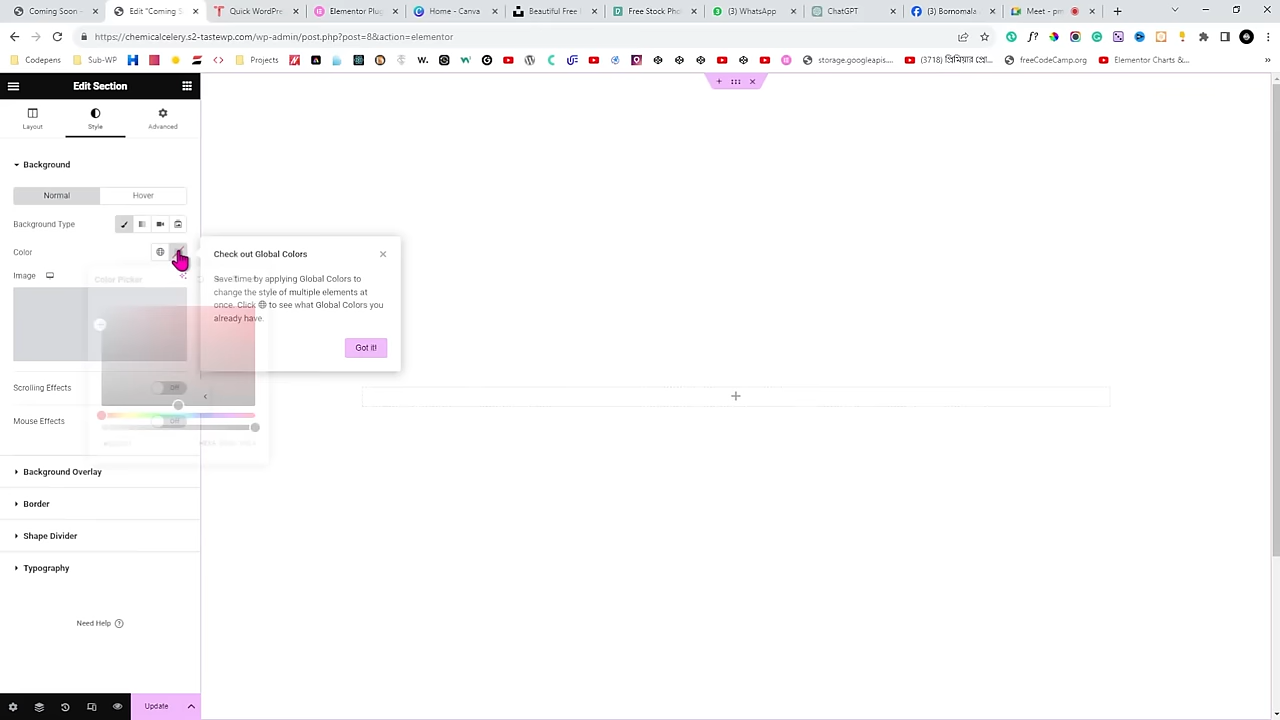 Coming Soon -
Edit "Coming S
Quick WordPre
Elementor Plug
Home - Canva
Beautiful Free I
Free Stock Pho
(3) WhatsApp
ChatGPT
(3) Bornomala
Meet - pm
https://chemicalcelery.s2-tastewp.com/wp-admin/post.php?post=8&action=elementor
Codepens
Sub-WP
Projects
storage.googleapis....
freeCodeCamp.org
Elementor Charts &...
Edit Section
Layout
Style
Advanced
Background
Normal
Hover
Background Type
Color
Check out Global Colors
Image
Color Picker
Save time by applying Global Colors to
change the style of multiple elements at
once. Click to see what Global Colors you
already have.
Got it!
Scrolling Effects
Off
Mouse Effects
Off
Background Overlay
Border
Shape Divider
Typography
Need Help
Update